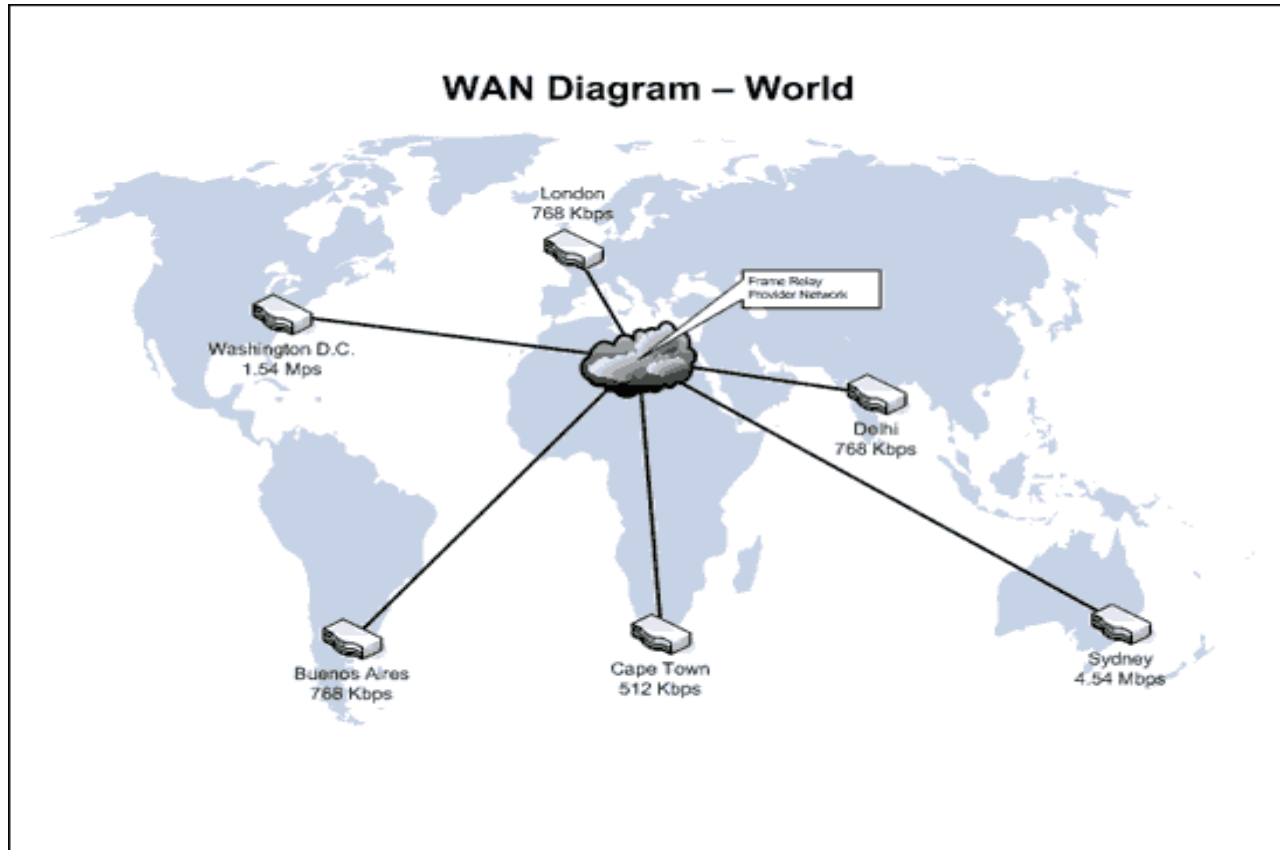 WAN Diagram – World
London
768 Kbps
Frame Relay
Provider Network
Washington D.C.
1.54 Mps
Delhi
768 Kbps
Buenos Aires
768 Kbps
Cape Town
512 Kbps
Sydney
4.54 Mbps